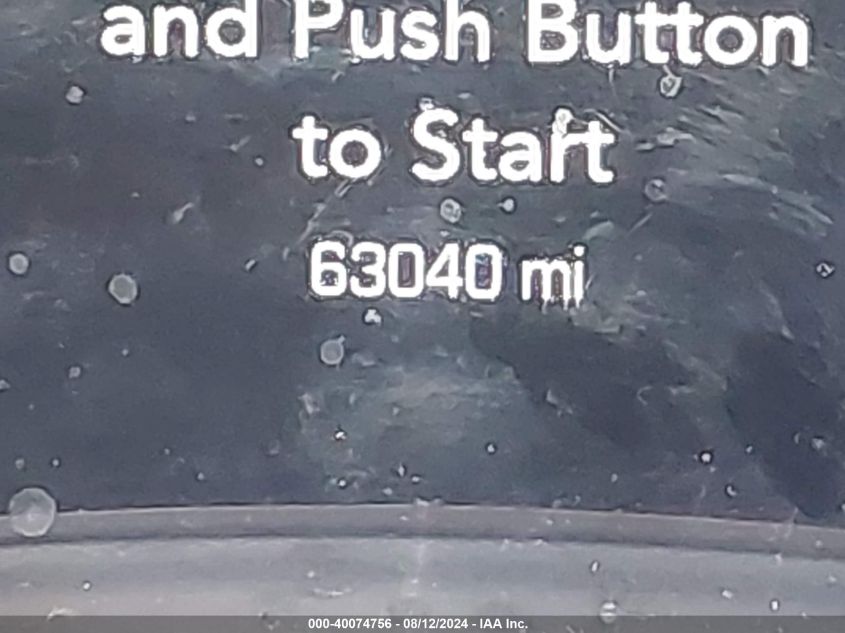 and Push Button
to Start
63040 mi
000-40074756 - 08/12/2024 - IAA Inc.